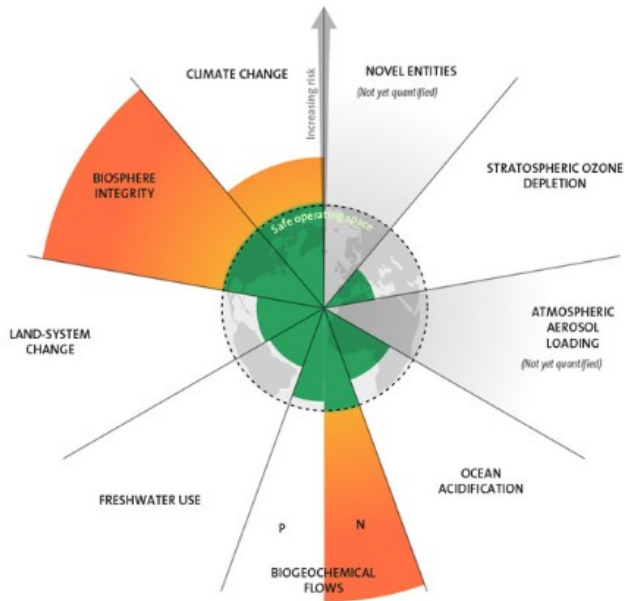 CLIMATE CHANGE
Increasing risk
NOVEL ENTITIES
(Not yet quantified)
STRATOSPHERIC OZONE
DEPLETION
BIOSPHERE
INTEGRITY
Safe operating space
LAND-SYSTEM
CHANGE
ATMOSPHERIC
AEROSOL
LOADING
(Not yet quantified)
FRESHWATER USE
OCEAN
ACIDIFICATION
P
N
BIOGEOCHEMICAL
FLOWS